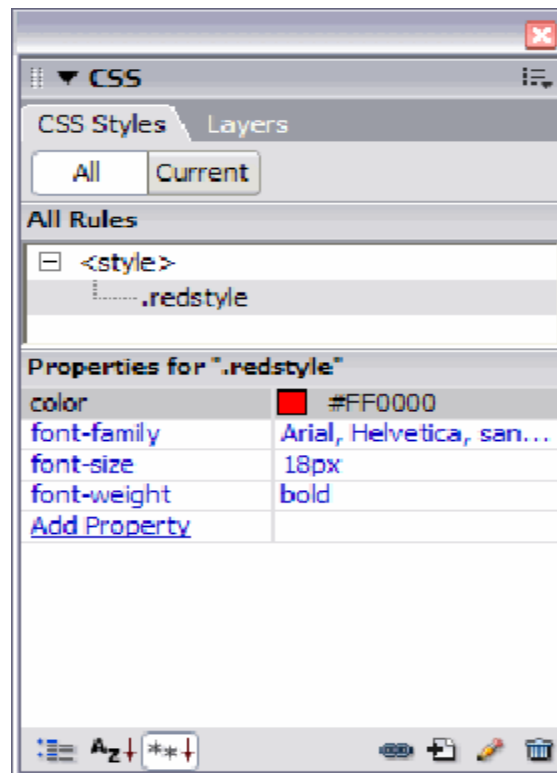 CSS
CSS Styles Layers
All Current
All Rules
<style>
.redstyle
Properties for ".redstyle"
color #FF0000
font-family Arial, Helvetica, san...
font-size 18px
font-weight bold
Add Property
Az **